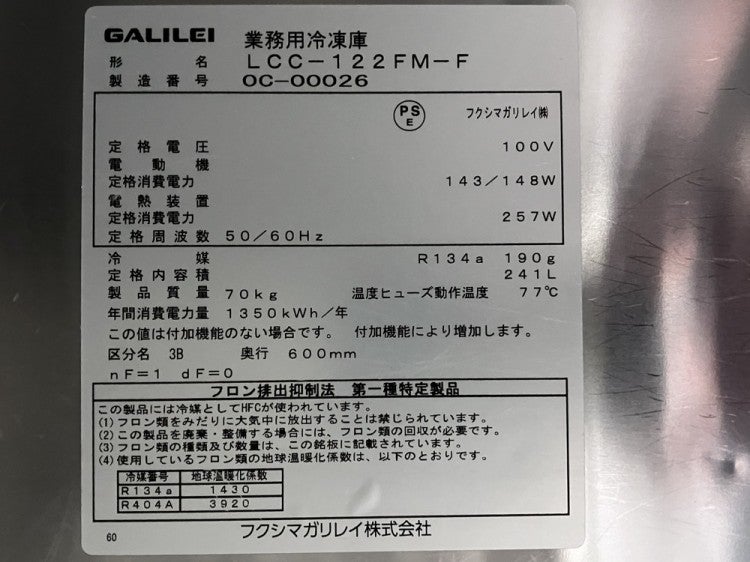 GALILEI 業務用冷凍庫
形名 LCC-122FM-F
製造番号 OC-00026
PS
E フクシマガリレイ㈱
定格電圧 100V
電動機
定格消費電力 143/148W
電熱装置
定格消費電力 257W
定格周波数 50/60Hz
冷媒 R134a 190g
定格内容積 241L
製品質量 70kg 温度ヒューズ動作温度 77℃
年間消費電力量 1350kWh/年
この値は付加機能のない場合です。 付加機能により増加します。
区分名 3B 奥行 600mm
nF=1 dF=0
フロン排出抑制法 第一種特定製品
この製品には冷媒としてHFCが使われています。
(1)フロン類をみだりに大気中に放出することは禁じられています。
(2)この製品を廃棄・整備する場合には、フロン類の回収が必要です。
(3)フロン類の種類及び数量は、この銘板に記載されています。
(4)使用しているフロン類の地球温暖化係数は、以下のとおりです。
冷媒番号 地球温暖化係数
R134a 1430
R404A 3920
フクシマガリレイ株式会社
60